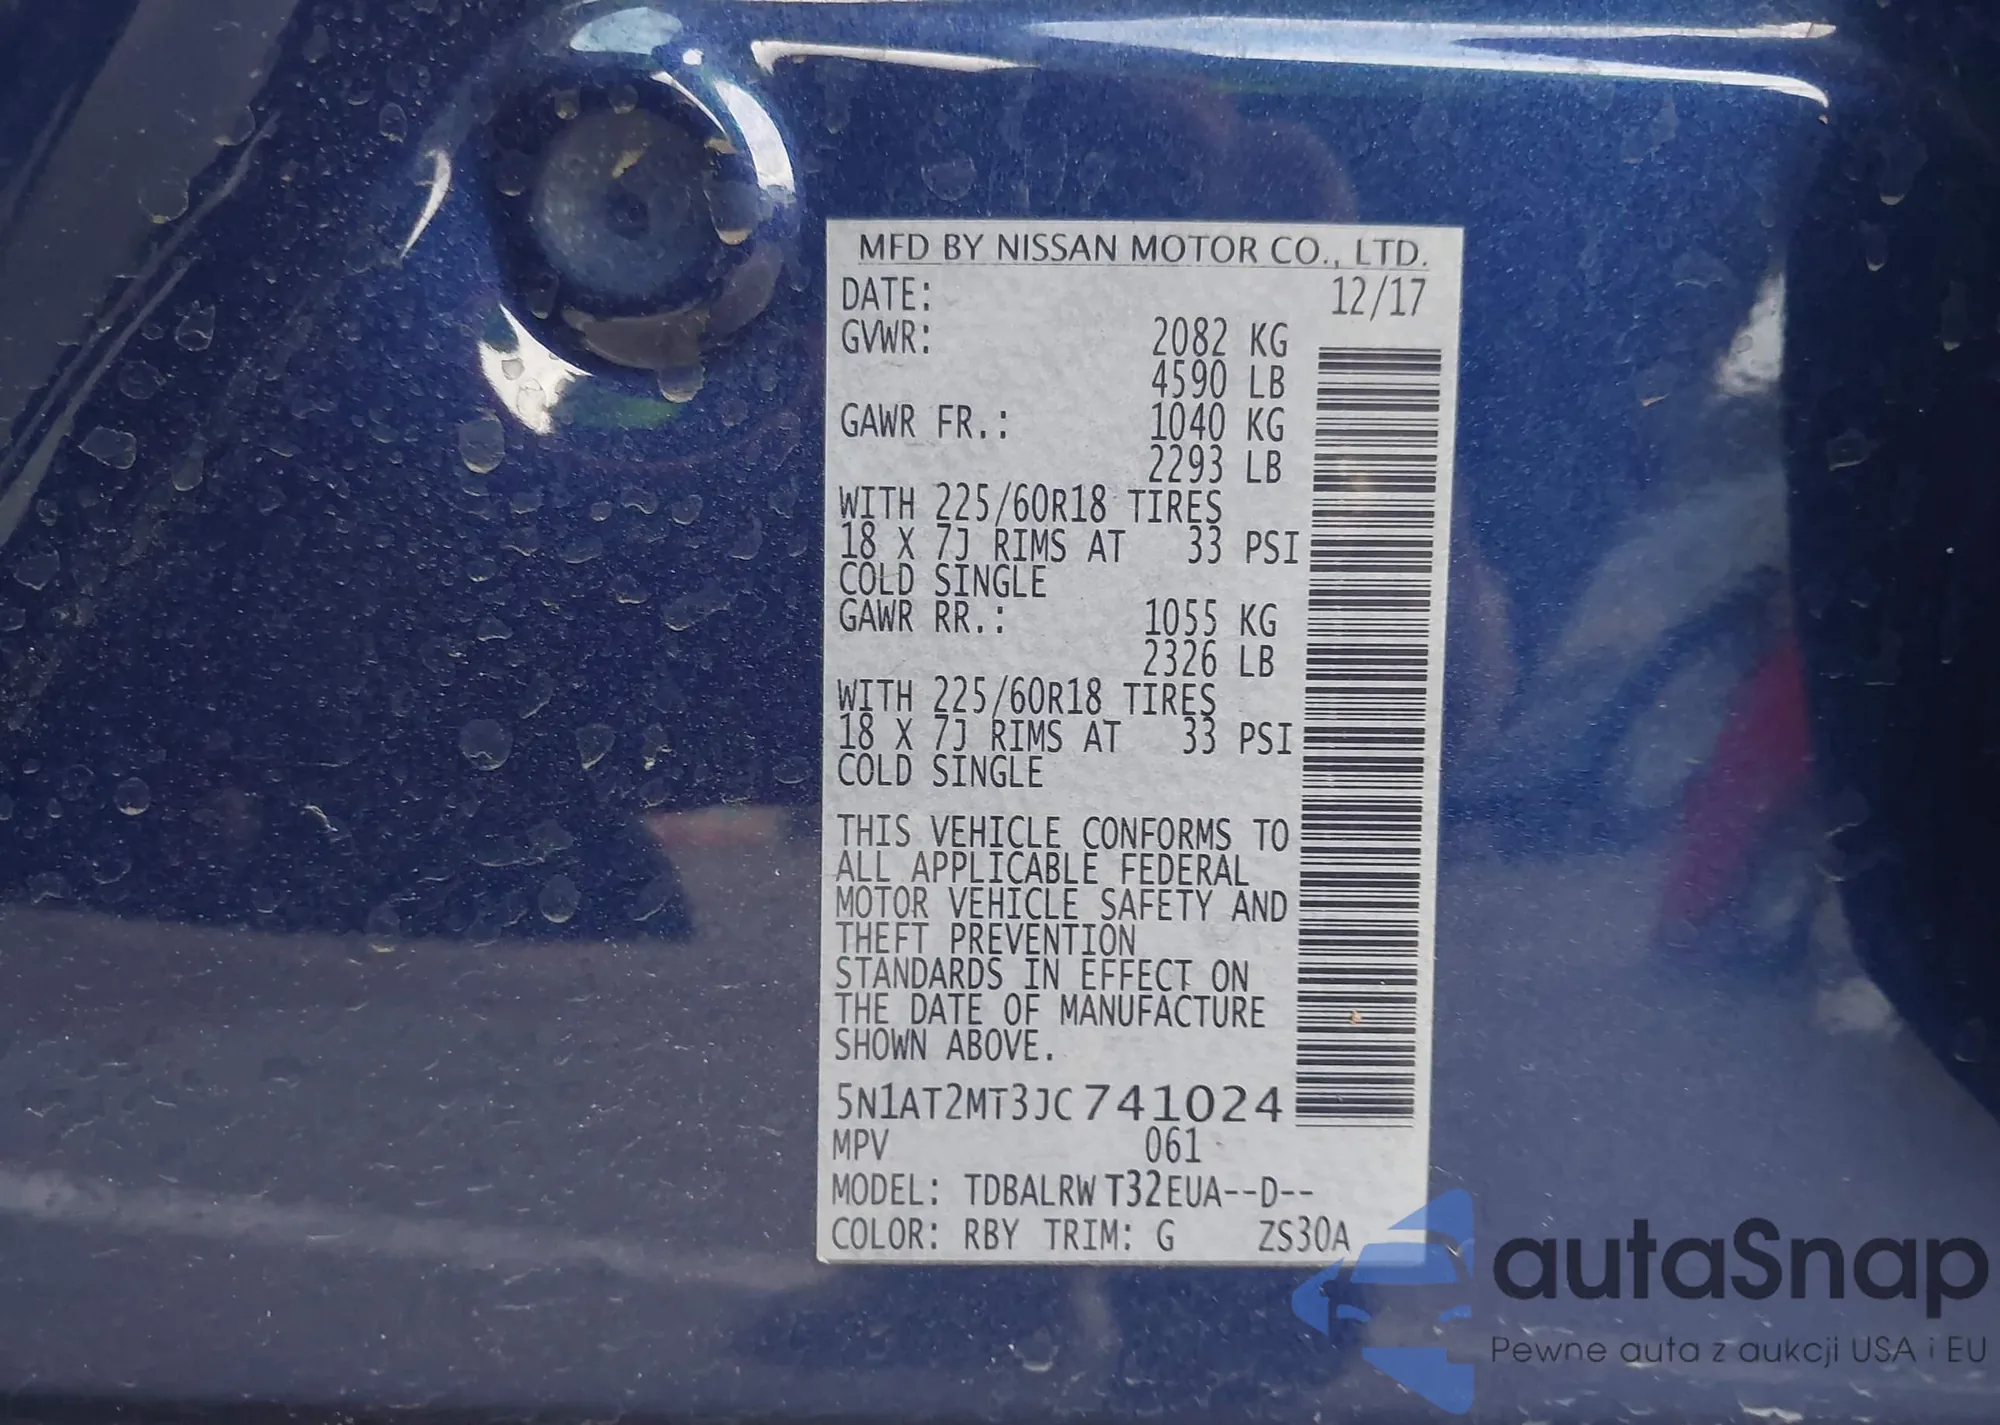 MFD BY NISSAN MOTOR CO., LTD.
DATE: 12/17
GVWR: 2082 KG
4590 LB
GAWR FR.: 1040 KG
2293 LB
WITH 225/60R18 TIRES
18 X 7J RIMS AT 33 PSI
COLD SINGLE
GAWR RR.: 1055 KG
2326 LB
WITH 225/60R18 TIRES
18 X 7J RIMS AT 33 PSI
COLD SINGLE
THIS VEHICLE CONFORMS TO
ALL APPLICABLE FEDERAL
MOTOR VEHICLE SAFETY AND
THEFT PREVENTION
STANDARDS IN EFFECT ON
THE DATE OF MANUFACTURE
SHOWN ABOVE.
5N1AT2MT3JC741024
MPV 061
MODEL: TDBALRW T32EUA--D--
COLOR: RBY TRIM: G ZS30A
autaSnap
Pewne auta z aukcji USA i EU